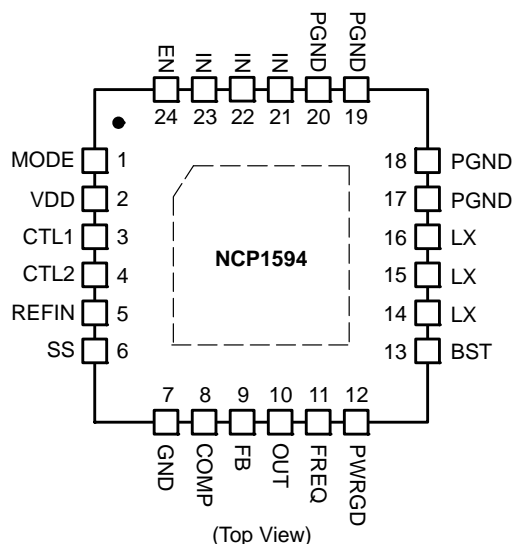 EN IN IN IN PGND PGND
24 23 22 21 20 19
MODE 1
VDD 2
CTL1 3
CTL2 4
REFIN 5
SS 6
NCP1594
18 PGND
17 PGND
16 LX
15 LX
14 LX
13 BST
7 8 9 10 11 12
GND COMP FB OUT FREQ PWRGD
(Top View)